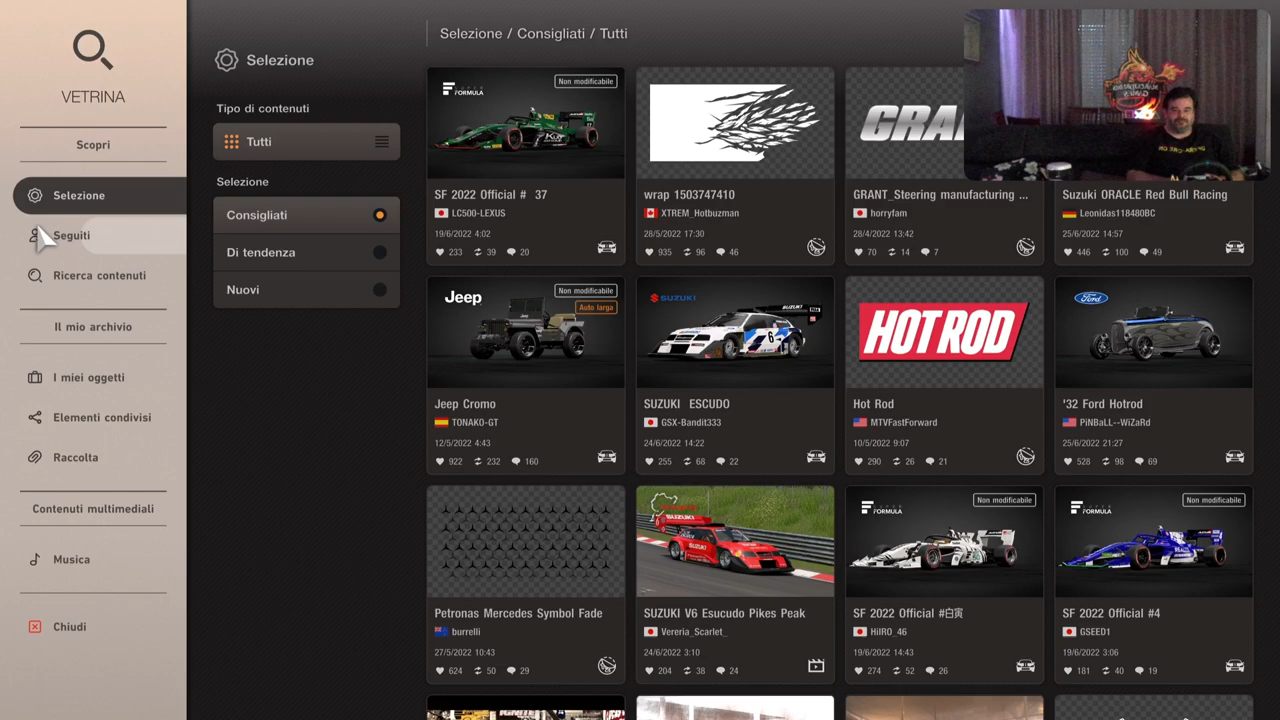 VETRINA
Scopri
Selezione
Seguiti
Ricerca contenuti
Il mio archivio
I miei oggetti
Elementi condivisi
Raccolta
Contenuti multimediali
Musica
Chiudi
Selezione
Tipo di contenuti
Tutti
Selezione
Consigliati
Di tendenza
Nuovi
Selezione / Consigliati / Tutti
FORMULA
Non modificabile
SF 2022 Official # 37
LC500-LEXUS
19/6/2022 4:02
233 39 20
wrap 1503747410
XTREM_Hotbuzman
28/5/2022 17:30
935 96 46
GRAN
GRANT_Steering manufacturing ...
horryfam
28/4/2022 13:42
70 14 7
Suzuki ORACLE Red Bull Racing
Leonidas118480BC
25/6/2022 14:57
446 100 49
Jeep
Non modificabile
Auto larga
Jeep Cromo
TONAKO-GT
12/5/2022 4:43
922 232 160
SUZUKI
6
SUZUKI ESCUDO
GSX-Bandit333
24/6/2022 14:22
255 68 22
HOT ROD
Hot Rod
MTVFastForward
10/5/2022 9:07
290 26 21
Ford
'32 Ford Hotrod
PiNBaLL--WiZaRd
25/6/2022 21:27
528 98 69
Petronas Mercedes Symbol Fade
burrelli
27/5/2022 10:43
624 50 29
SUZUKI
SUZUKI V6 Esucudo Pikes Peak
Vereria_Scarlet_
24/6/2022 3:10
204 38 24
FORMULA
Non modificabile
SF 2022 Official #白寅
HiIRO_46
19/6/2022 14:43
274 52 26
FORMULA
Non modificabile
SF 2022 Official #4
GSEED1
19/6/2022 3:06
181 40 19